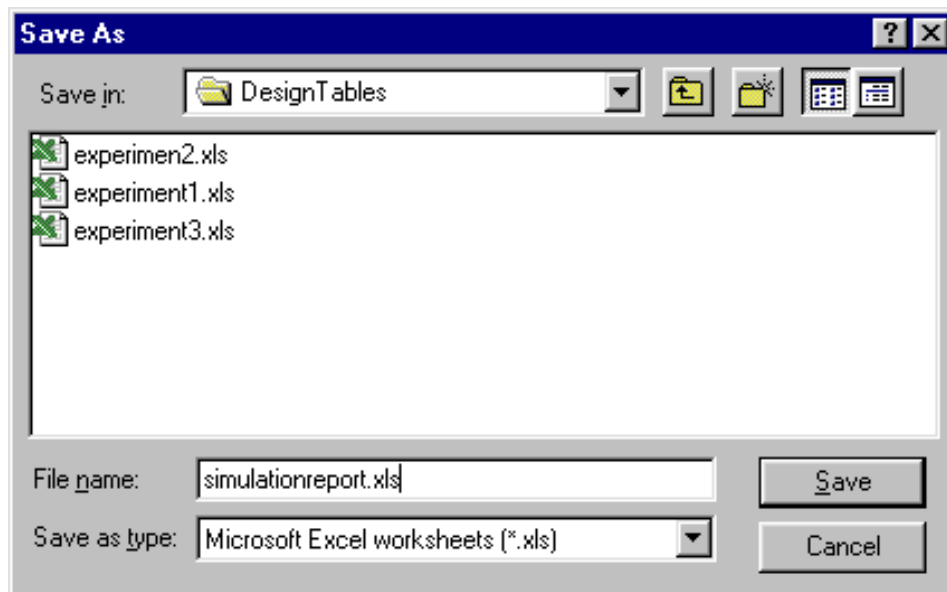 Save As
Save in: DesignTables
experimen2.xls
experiment1.xls
experiment3.xls
File name: simulationreport.xls Save
Save as type: Microsoft Excel worksheets (*.xls) Cancel